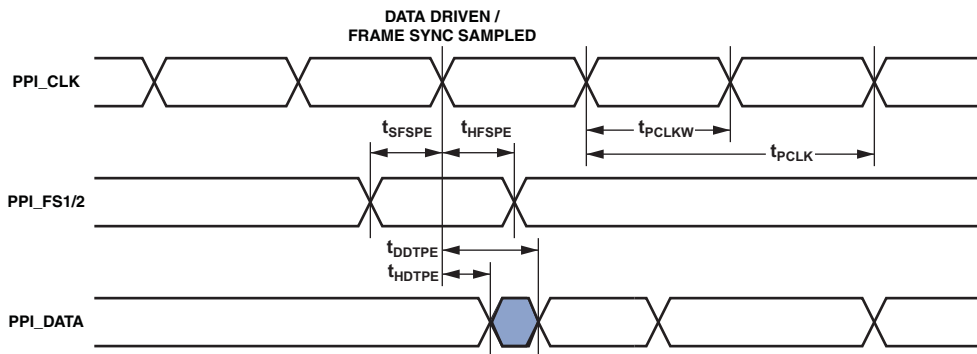 DATA DRIVEN /
FRAME SYNC SAMPLED
PPI_CLK
tSFSPE
tHFSPE
tPCLKW
tPCLK
PPI_FS1/2
tDDTPE
tHDTPE
PPI_DATA